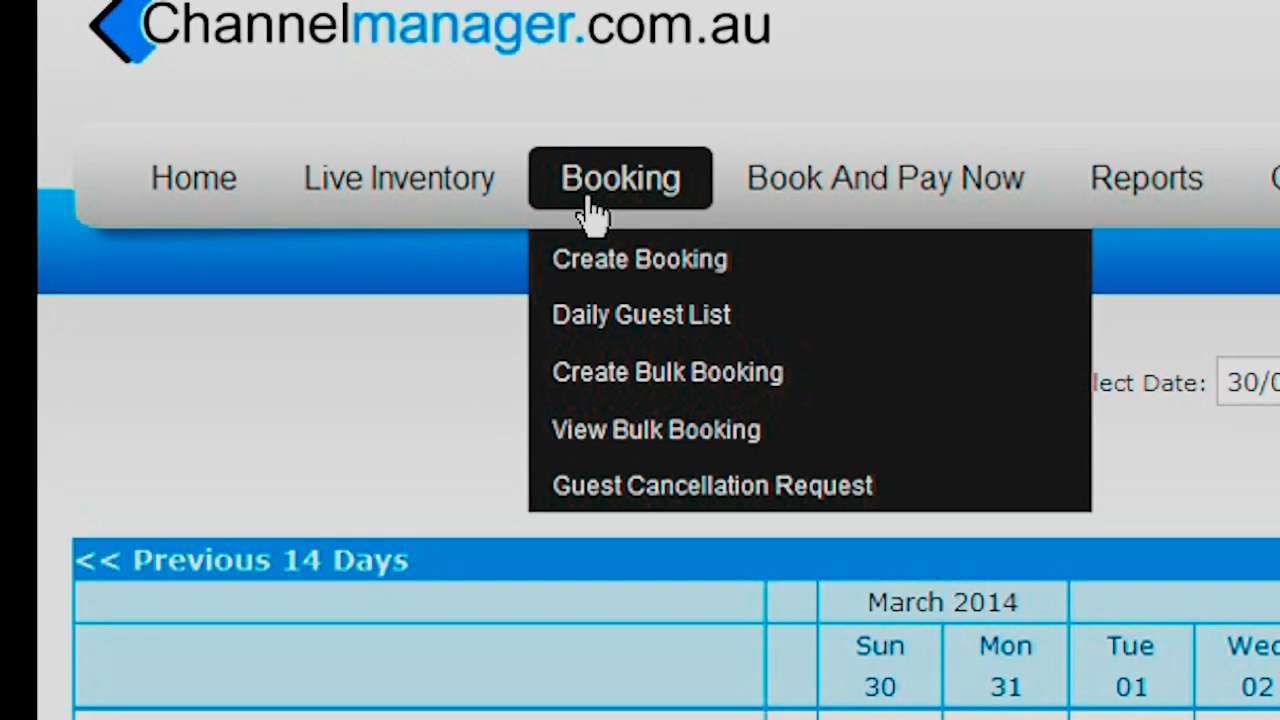 Channelmanager.com.au
Home Live Inventory Booking Book And Pay Now Reports
Create Booking
Daily Guest List
Create Bulk Booking
View Bulk Booking
Guest Cancellation Request
lect Date: 30/0
<< Previous 14 Days
March 2014
Sun Mon Tue Wed
30 31 01 02